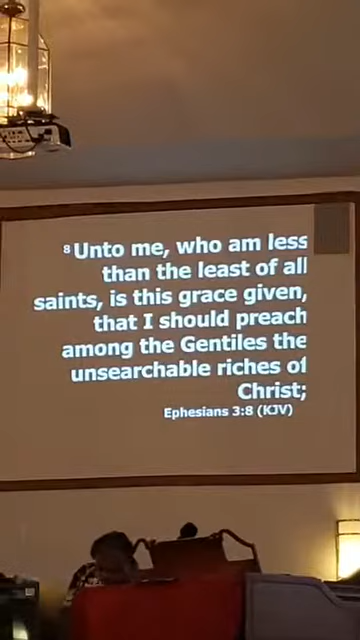 8 Unto me, who am less
than the least of all
saints, is this grace given,
that I should preach
among the Gentiles the
unsearchable riches of
Christ;
Ephesians 3:8 (KJV)